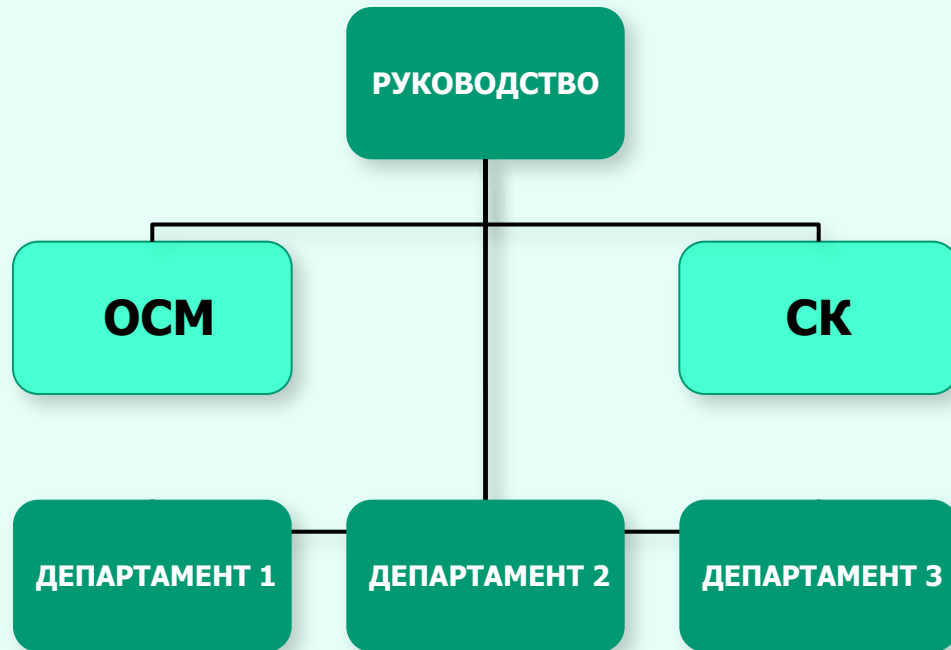 РУКОВОДСТВО
ОСМ
СК
ДЕПАРТАМЕНТ 1
ДЕПАРТАМЕНТ 2
ДЕПАРТАМЕНТ 3